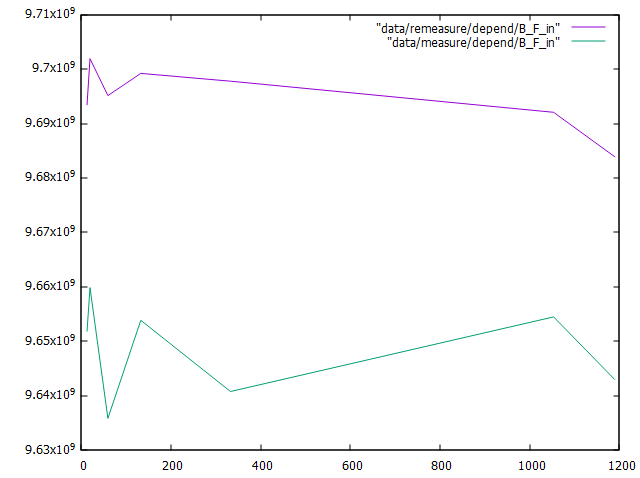 9.71x10⁹
9.7x10⁹
9.69x10⁹
9.68x10⁹
9.67x10⁹
9.66x10⁹
9.65x10⁹
9.64x10⁹
9.63x10⁹
"data/remeasure/depend/B_F_in"
"data/measure/depend/B_F_in"
0 200 400 600 800 1000 1200